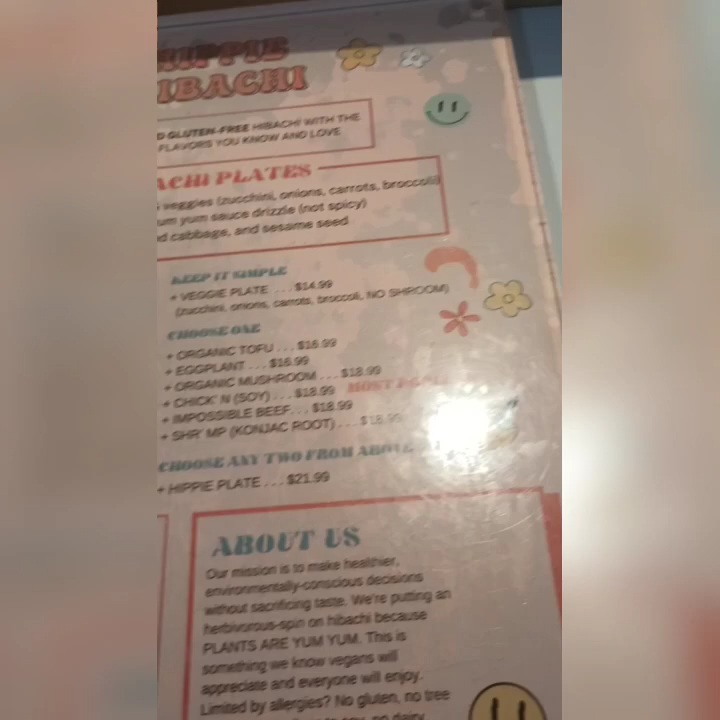 HIPPIE
HIBACHI
GLUTEN-FREE HIBACHI WITH THE
FLAVORS YOU KNOW AND LOVE
PLATES
veggies (zucchini, onions, carrots, broccoli)
yum sauce drizzle (not spicy)
cabbage, and sesame seed
KEEP IT SIMPLE
+ VEGGIE PLATE . . . $14.99
(zucchini, onions, carrots, broccoli, NO SHROOM)
CHOOSE ONE
+ ORGANIC TOFU . . . $16.99
+ EGGPLANT . . . $16.99
+ ORGANIC MUSHROOM . . . $18.99
+ CHICK' N (SOY) . . . $18.99 MOST
+ IMPOSSIBLE BEEF . . . $18.99
+ SHR' MP (KONJAC ROOT) . . . $18.99
CHOOSE ANY TWO FROM ABOVE
+ HIPPIE PLATE . . . $21.99
ABOUT US
Our mission is to make healthier,
environmentally-conscious decisions
without sacrificing taste. We're putting an
herbivorous-spin on hibachi because
PLANTS ARE YUM YUM. This is
something we know vegans will
appreciate and everyone will enjoy.
Limited by allergies? No gluten, no tree
no dairy,